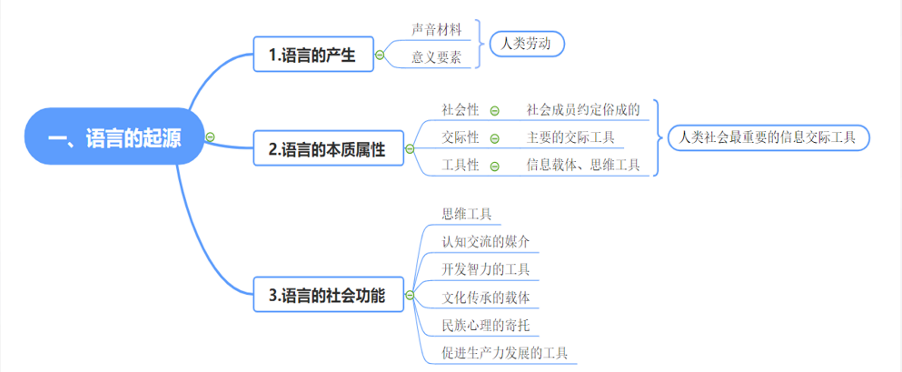 一、语言的起源
1.语言的产生
声音材料
意义要素
人类劳动
2.语言的本质属性
社会性
社会成员约定俗成的
交际性
主要的交际工具
工具性
信息载体、思维工具
人类社会最重要的信息交际工具
3.语言的社会功能
思维工具
认知交流的媒介
开发智力的工具
文化传承的载体
民族心理的寄托
促进生产力发展的工具